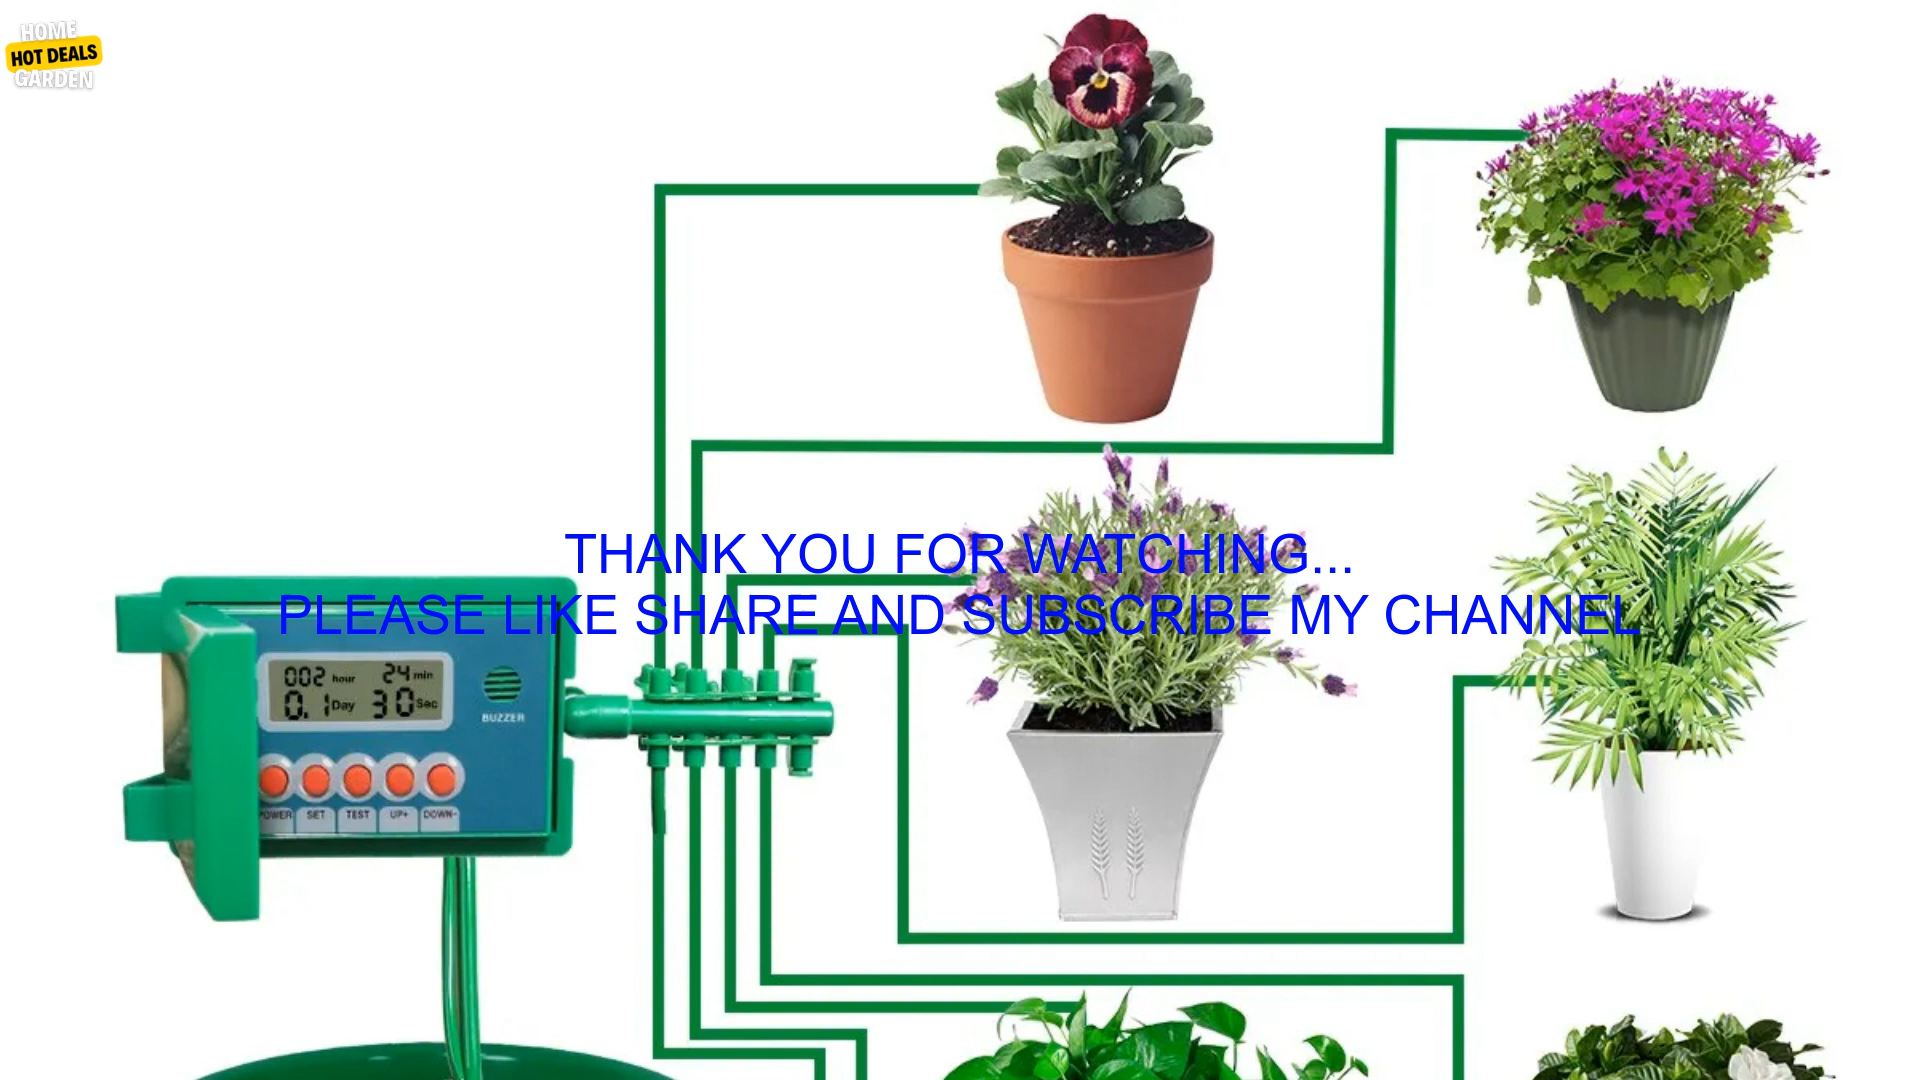 HOME
HOT DEALS
GARDEN
THANK YOU FOR WATCHING...
PLEASE LIKE SHARE AND SUBSCRIBE MY CHANNEL
002 hour 24 min
0.1 Day 30 Sec
BUZZER
POWER SET TEST UP+ DOWN-